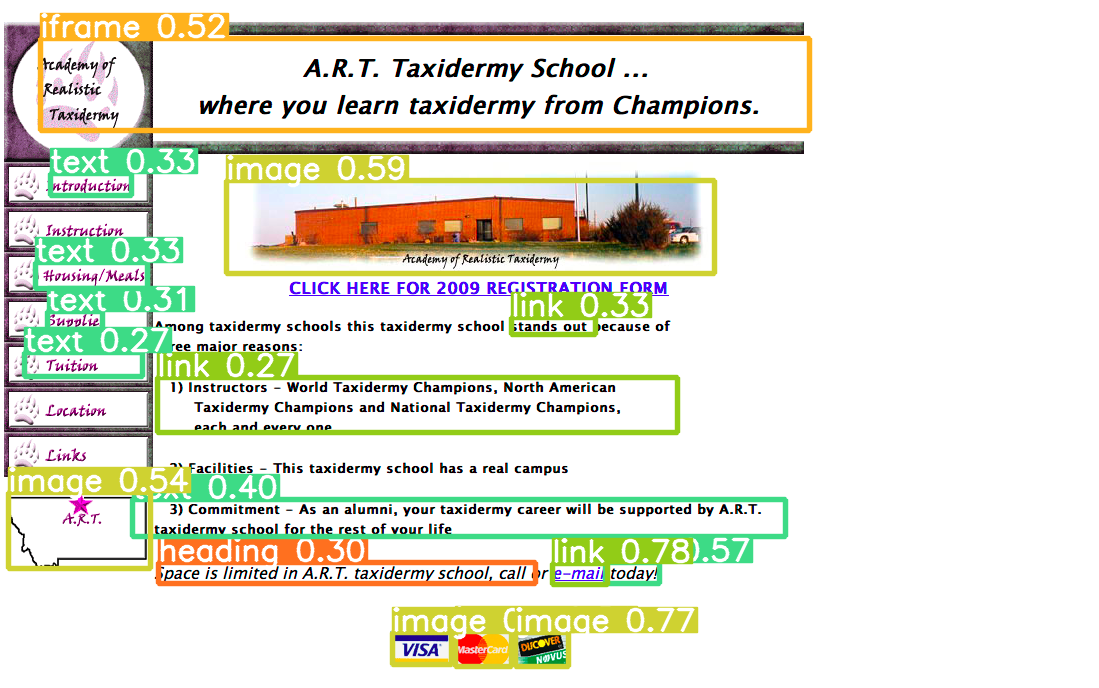 iframe 0.52
Academy of
Realistic
Taxidermy
A.R.T. Taxidermy School ...
where you learn taxidermy from Champions.
text 0.33
Introduction
Instruction
text 0.33
Housing/Meals
text 0.31
Supplies
text 0.27
Tuition
Location
Links
image 0.54
A.R.T.
image 0.59
Academy of Realistic Taxidermy
CLICK HERE FOR 2009 REGISTRATION FORM
link 0.33
Among taxidermy schools this taxidermy school stands out because of
three major reasons:
link 0.27
1) Instructors – World Taxidermy Champions, North American
Taxidermy Champions and National Taxidermy Champions,
each and every one
2) Facilities – This taxidermy school has a real campus
text 0.40
3) Commitment – As an alumni, your taxidermy career will be supported by A.R.T.
taxidermy school for the rest of your life
heading 0.30 link 0.78 0.57
Space is limited in A.R.T. taxidermy school, call or e-mail today!
image image 0.77
VISA MasterCard DISCOVER
NOVUS